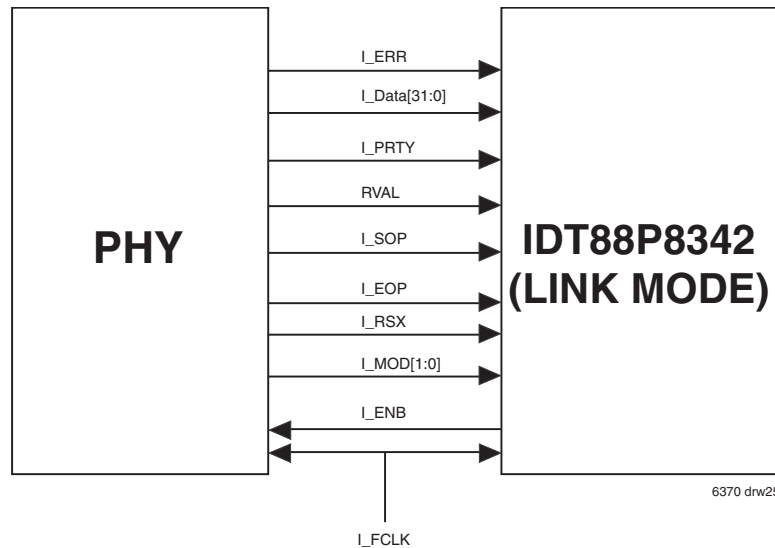 I_ERR
I_Data[31:0]
I_PRTY
RVAL
I_SOP
I_EOP
I_RSX
I_MOD[1:0]
I_ENB
I_FCLK
PHY
IDT88P8342
(LINK MODE)
6370 drw25